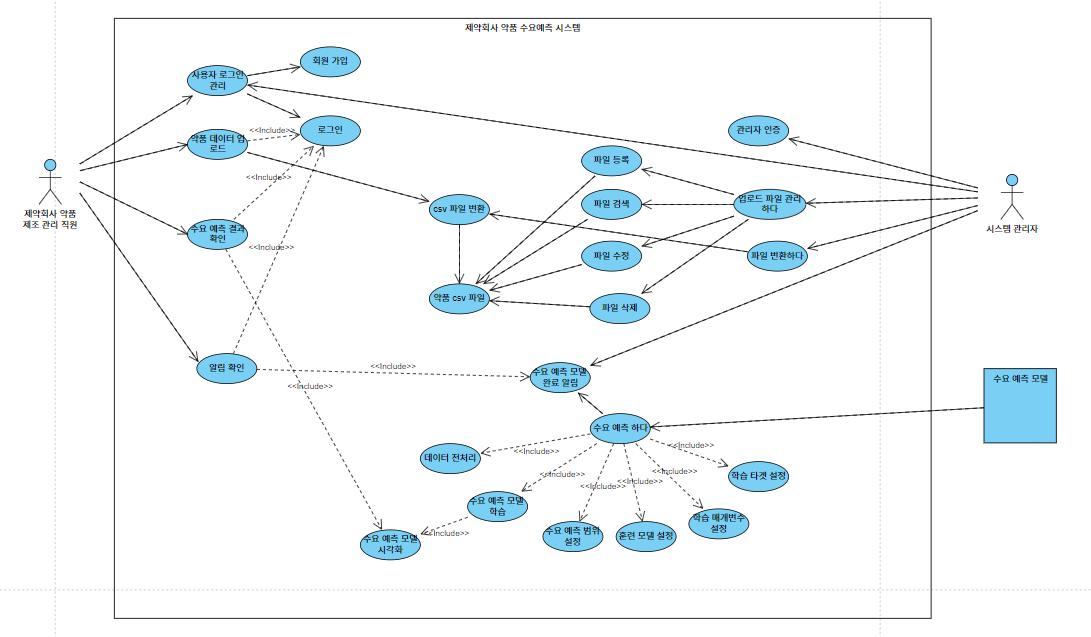 제약회사 약품 수요예측 시스템
회원 가입
사용자 로그인
관리
<<Include>>
로그인
관리자 인증
약품 데이터 업
로드
파일 등록
<<Include>>
제약회사 약품
제조 관리 직원
csv 파일 변환
파일 검색
업로드 파일 관리
하다
시스템 관리자
수요 예측 결과
확인
<<Include>>
파일 수정
파일 변환하다
약품 csv 파일
파일 삭제
알림 확인
<<Include>>
수요 예측 모델
완료 알림
수요 예측 모델
<<Include>>
수요 예측 하다
<<Include>>
<<Include>>
데이터 전처리
<<Include>>
<<Include>>
<<Include>>
<<Include>>
학습 타겟 설정
수요 예측 모델
학습
학습 매개변수
설정
<<Include>>
수요 예측 범위
설정
훈련 모델 설정
수요 예측 모델
시각화